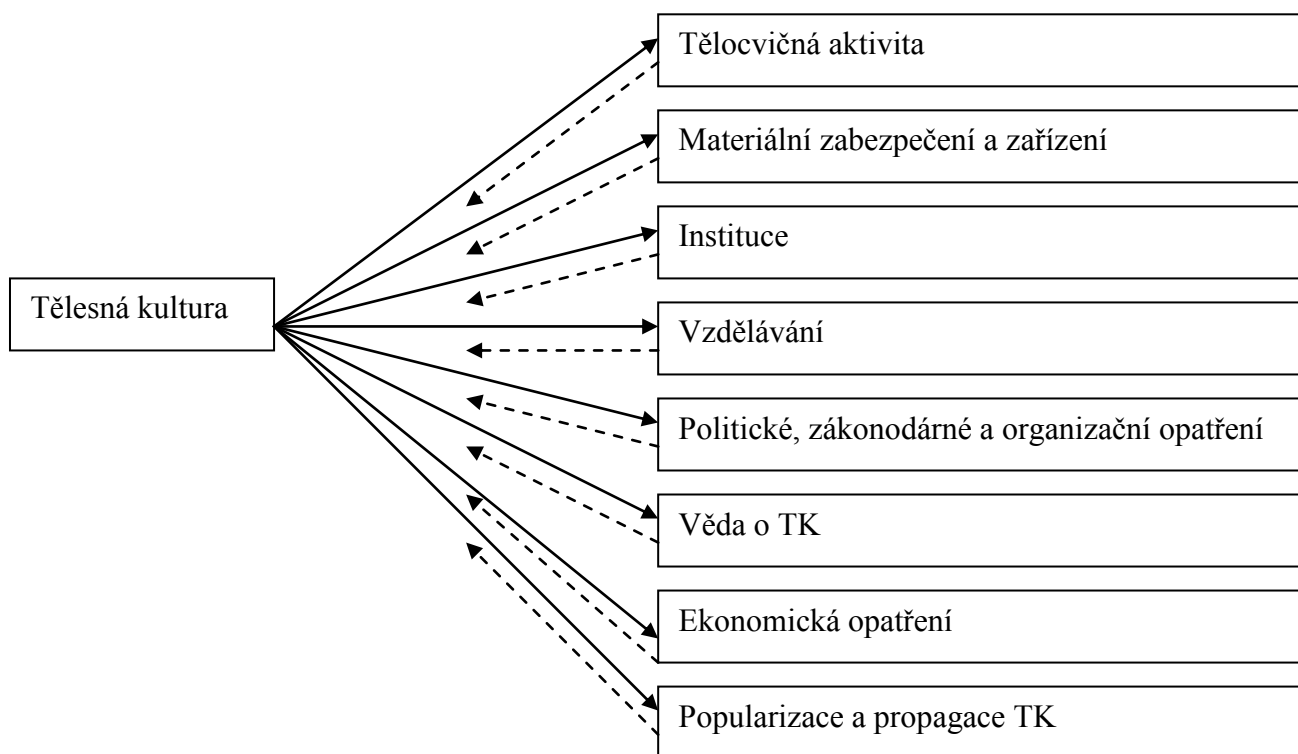 Tělocvičná aktivita
Materiální zabezpečení a zařízení
Instituce
Tělesná kultura
Vzdělávání
Politické, zákonodárné a organizační opatření
Věda o TK
Ekonomická opatření
Popularizace a propagace TK